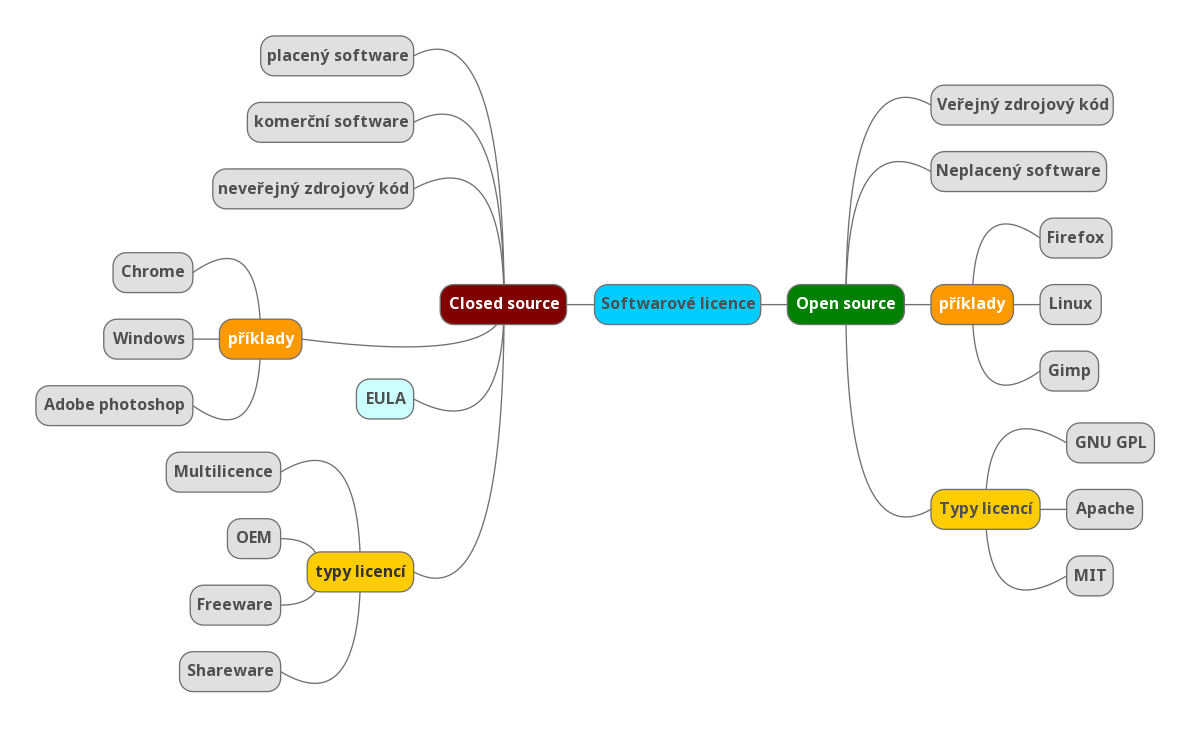 placený software
komerční software
neveřejný zdrojový kód
Chrome
Windows
Adobe photoshop
příklady
EULA
Multilicence
OEM
Freeware
Shareware
typy licencí
Closed source
Softwarové licence
Open source
Veřejný zdrojový kód
Neplacený software
příklady
Firefox
Linux
Gimp
Typy licencí
GNU GPL
Apache
MIT